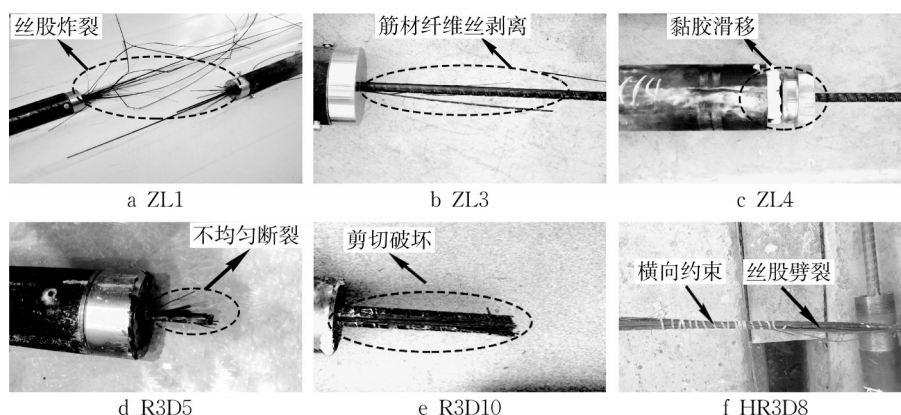 丝股炸裂
筋材纤维丝剥离
黏胶滑移
a ZL1
b ZL3
c ZL4
不均匀断裂
剪切破坏
横向约束
丝股劈裂
d R3D5
e R3D10
f HR3D8